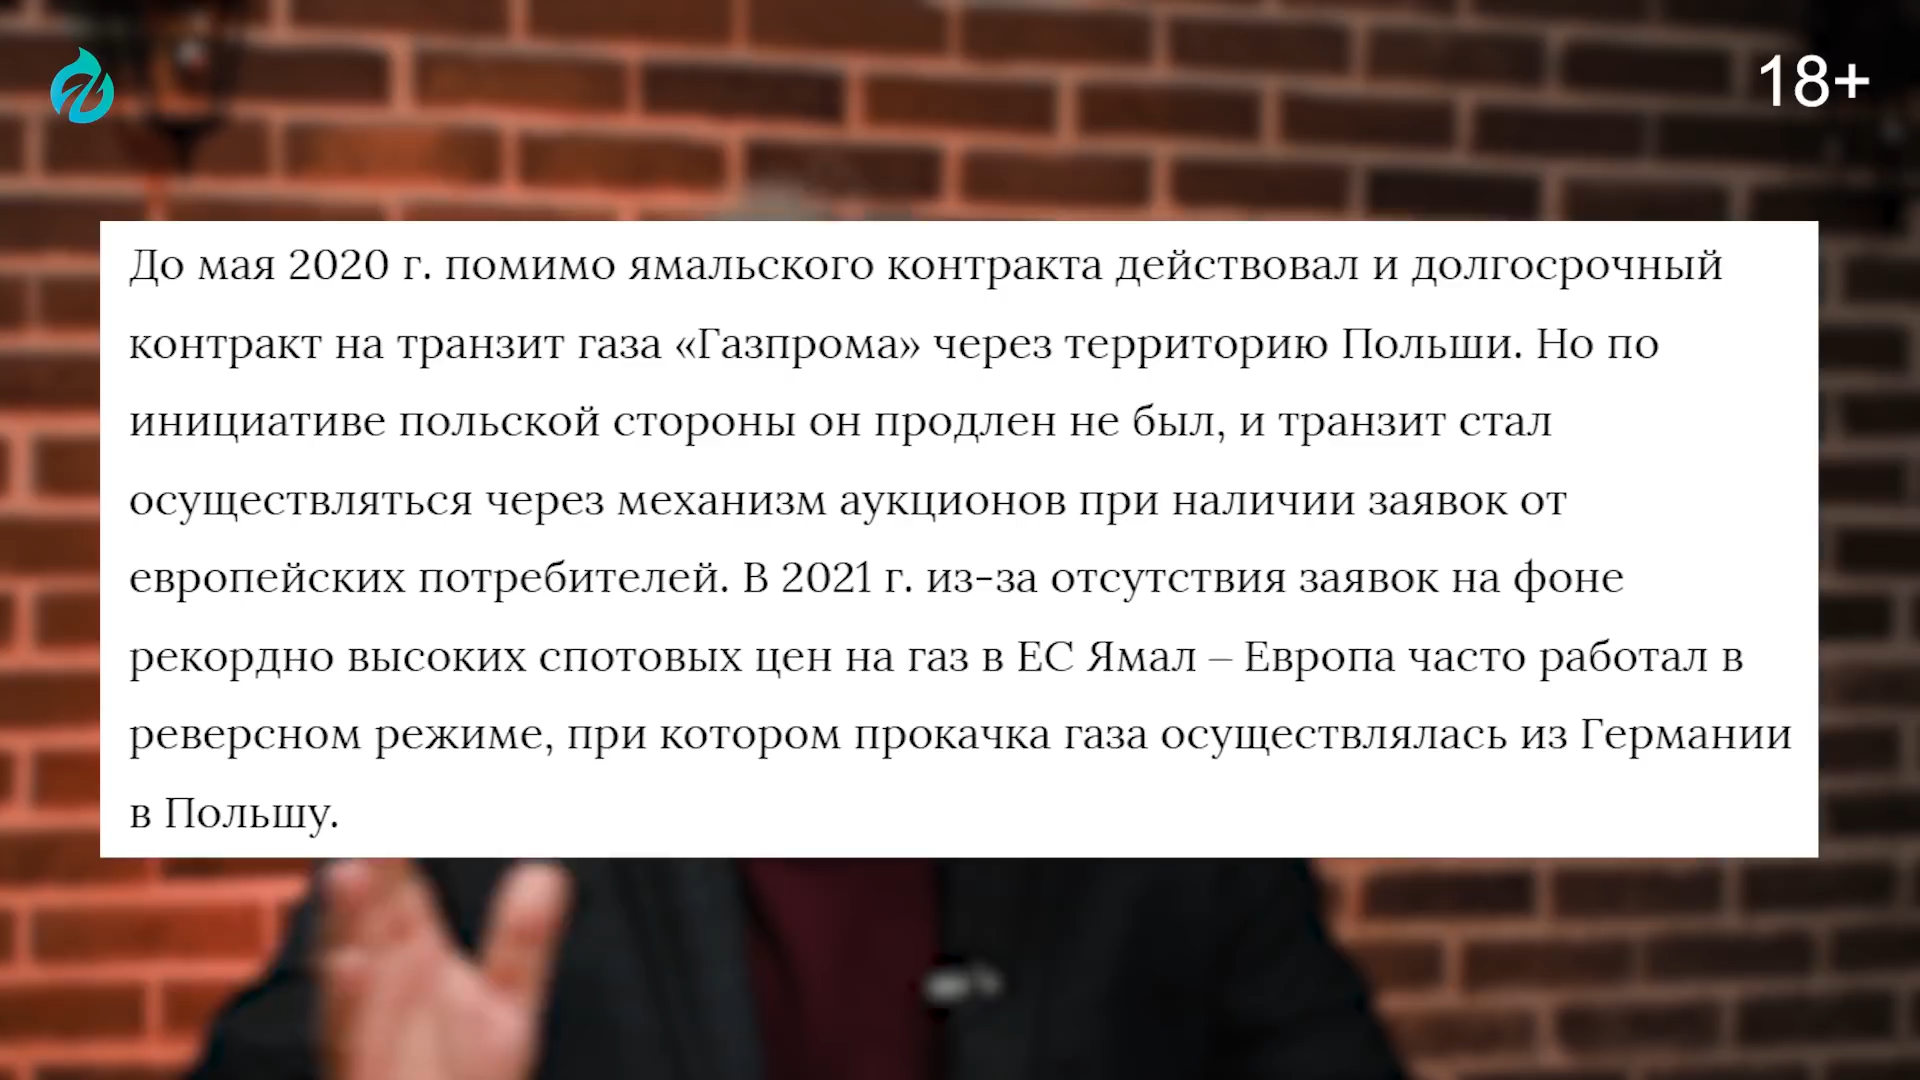 18+
До мая 2020 г. помимо ямальского контракта действовал и долгосрочный
контракт на транзит газа «Газпрома» через территорию Польши. Но по
инициативе польской стороны он продлен не был, и транзит стал
осуществляться через механизм аукционов при наличии заявок от
европейских потребителей. В 2021 г. из-за отсутствия заявок на фоне
рекордно высоких спотовых цен на газ в ЕС Ямал – Европа часто работал в
реверсном режиме, при котором прокачка газа осуществлялась из Германии
в Польшу.